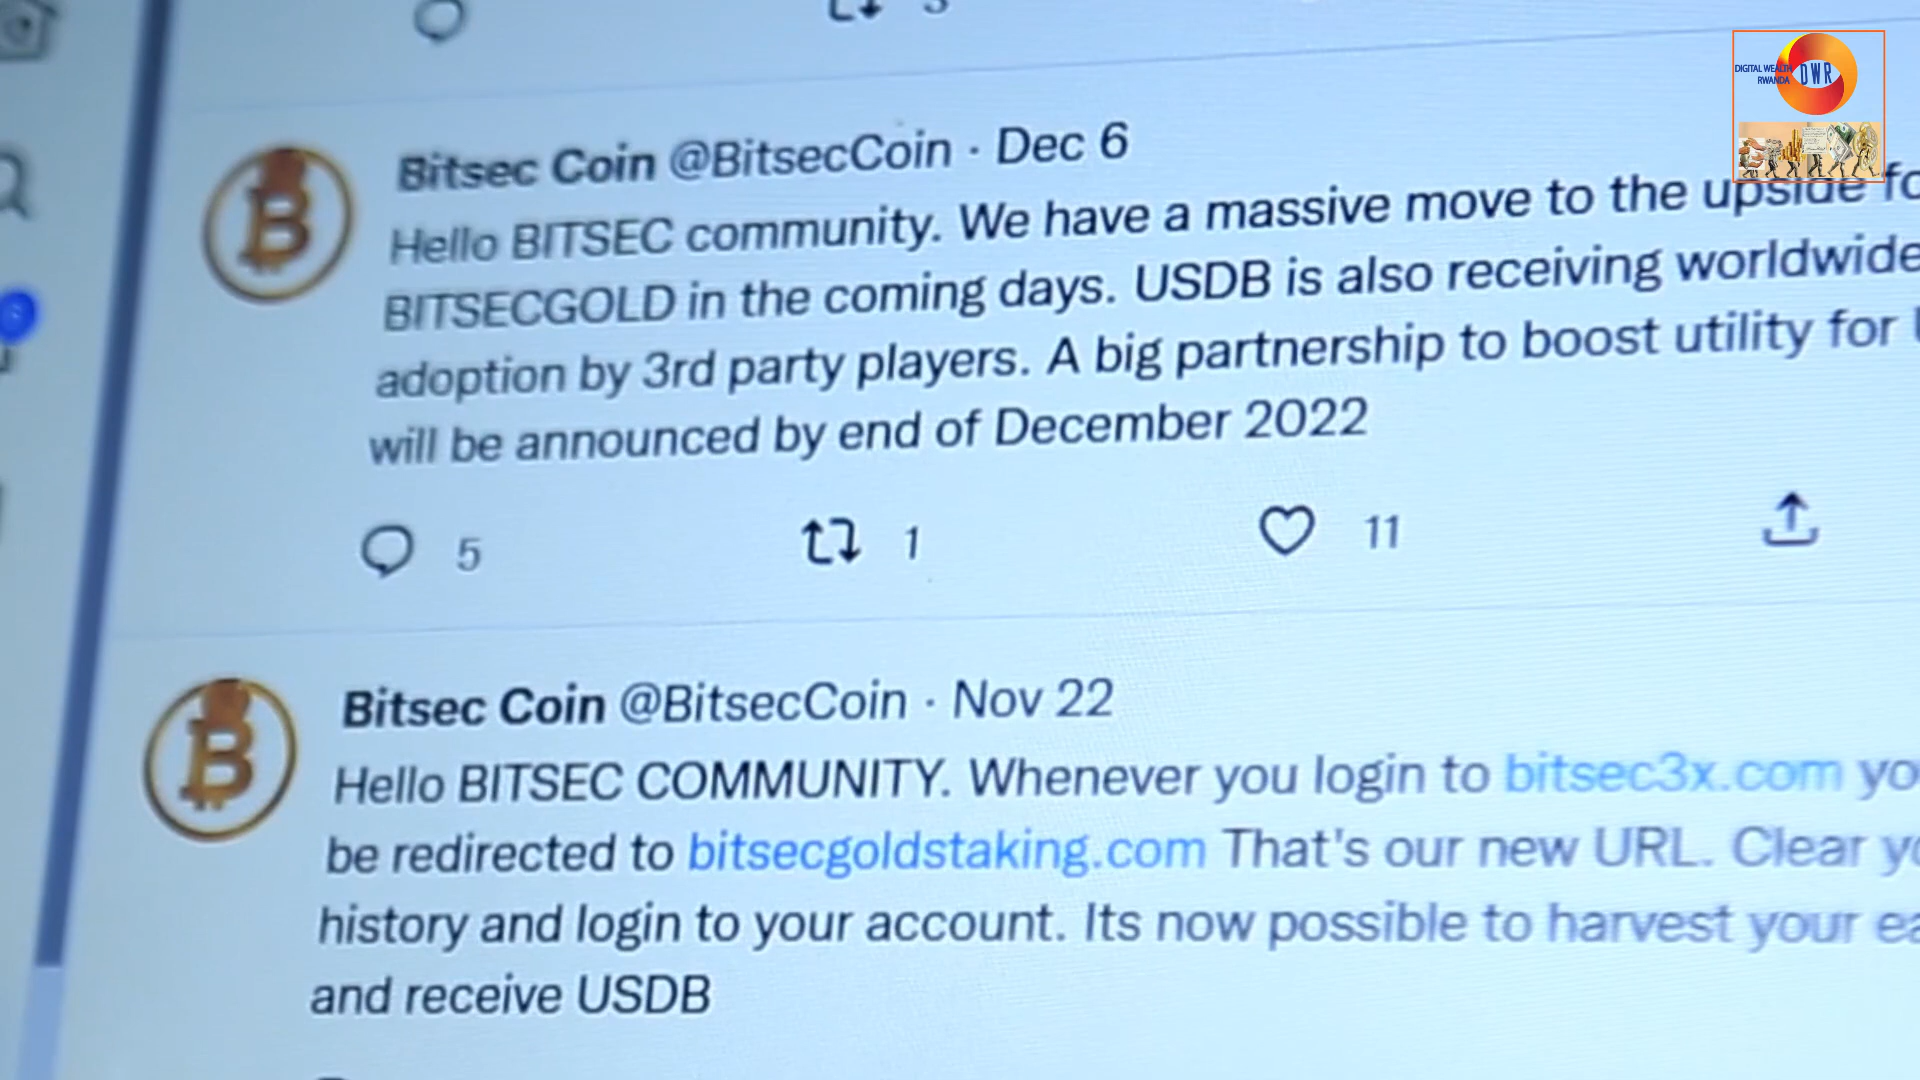 DIGITAL WEALTH
RWANDA
DWR
Bitsec Coin @BitsecCoin · Dec 6
Hello BITSEC community. We have a massive move to the upside
BITSECGOLD in the coming days. USDB is also receiving worldwide
adoption by 3rd party players. A big partnership to boost utility for
will be announced by end of December 2022
5 1 11
Bitsec Coin @BitsecCoin · Nov 22
Hello BITSEC COMMUNITY. Whenever you login to bitsec3x.com
be redirected to bitsecgoldstaking.com That's our new URL. Clear
history and login to your account. Its now possible to harvest your
and receive USDB